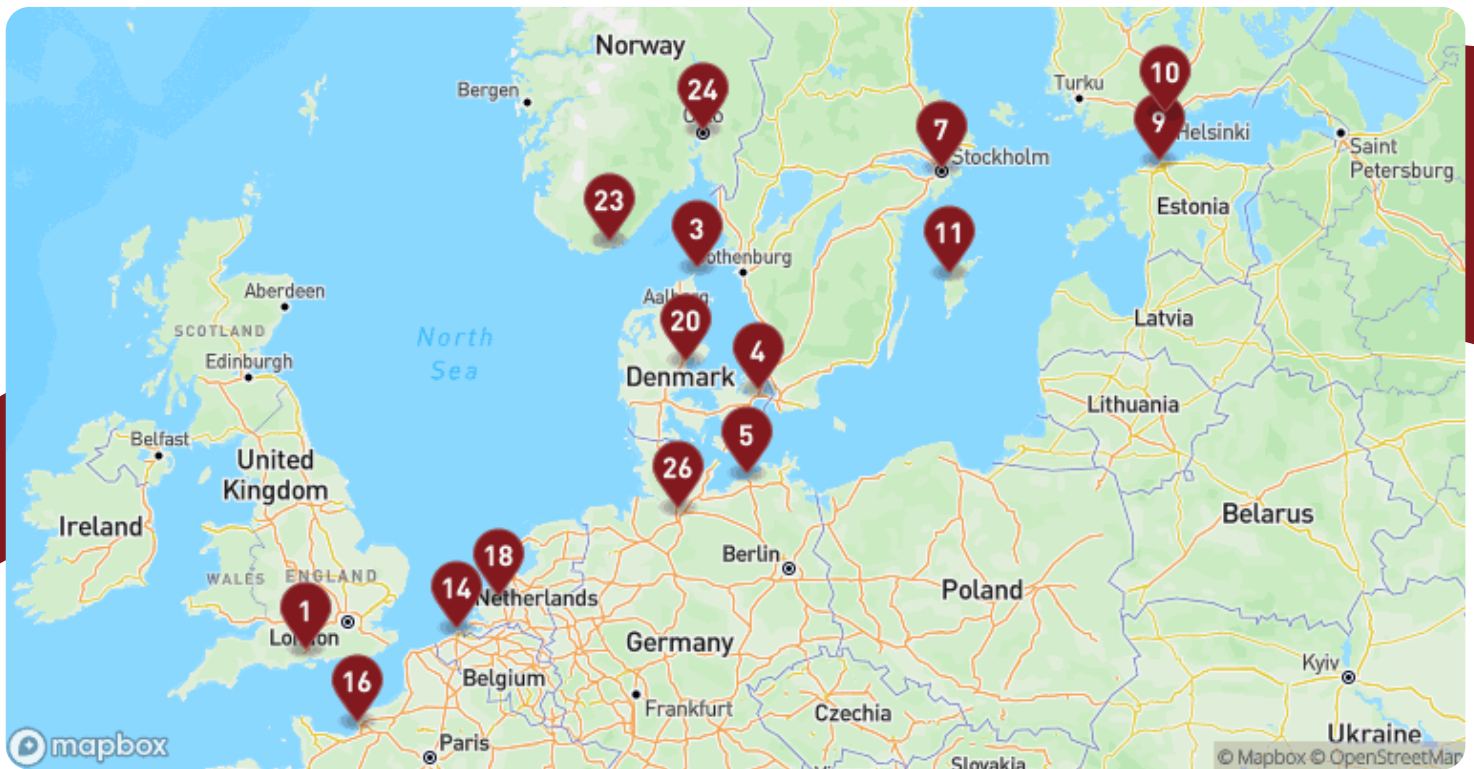 Norway
10
24
Bergen
Turku
9
Helsinki
7
Saint
Petersburg
Stockholm
23
Estonia
3
11
othenburg
Aberdeen
Aalborg
20
SCOTLAND
Latvia
North
Sea
4
Edinburgh
Denmark
Lithuania
5
Belfast
United
Kingdom
26
Ireland
Belarus
18
Berlin
WALES
ENGLAND
14
Netherlands
Poland
1
London
Germany
16
Belgium
Kyiv
Frankfurt
Czechia
Ukraine
mapbox
Paris
© Mapbox © OpenStreetMap
Slovakia